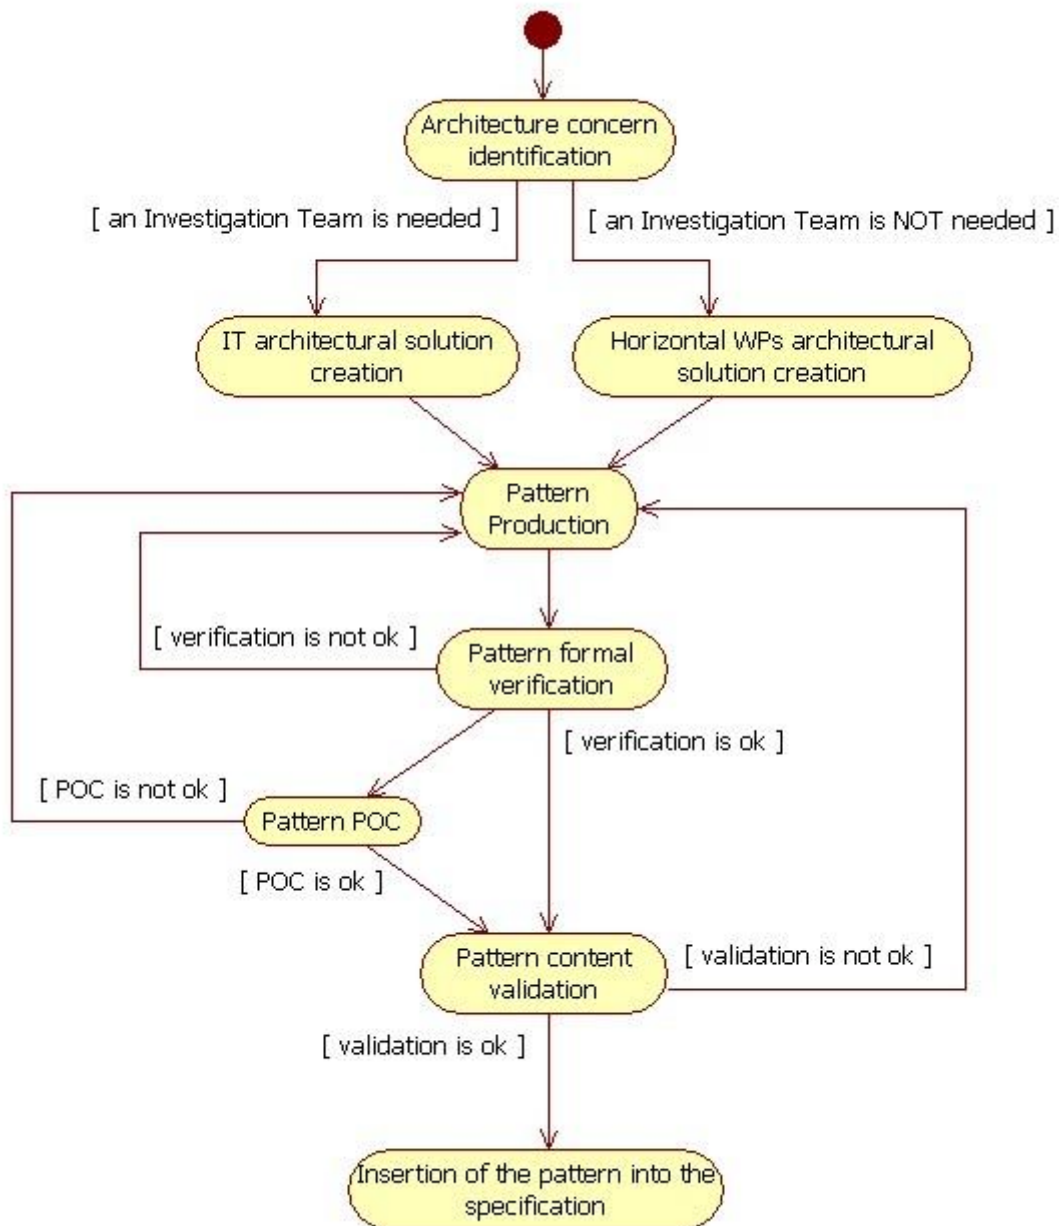 Architecture concern
identification
[ an Investigation Team is needed ]
[ an Investigation Team is NOT needed ]
IT architectural solution
creation
Horizontal WPs architectural
solution creation
Pattern
Production
[ verification is not ok ]
Pattern formal
verification
[ verification is ok ]
[ POC is not ok ]
Pattern POC
[ POC is ok ]
Pattern content
validation
[ validation is not ok ]
[ validation is ok ]
Insertion of the pattern into the
specification